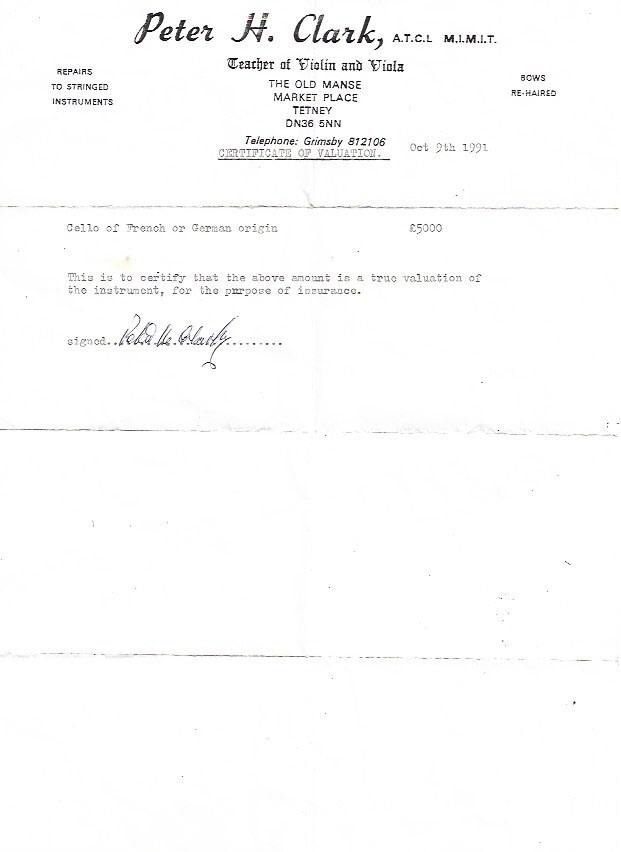 Peter H. Clark, A.T.C.L M.I.M.I.T.
Teacher of Violin and Viola
REPAIRS
TO STRINGED
INSTRUMENTS
THE OLD MANSE
MARKET PLACE
TETNEY
DN36 5NN
BOWS
RE-HAIRED
Telephone: Grimsby 812106
CERTIFICATE OF VALUATION.
Oct 9th 1991
Cello of French or German origin £5000
This is to certify that the above amount is a true valuation of
the instrument, for the purpose of insurance.
signed..Peter H. Clark.........